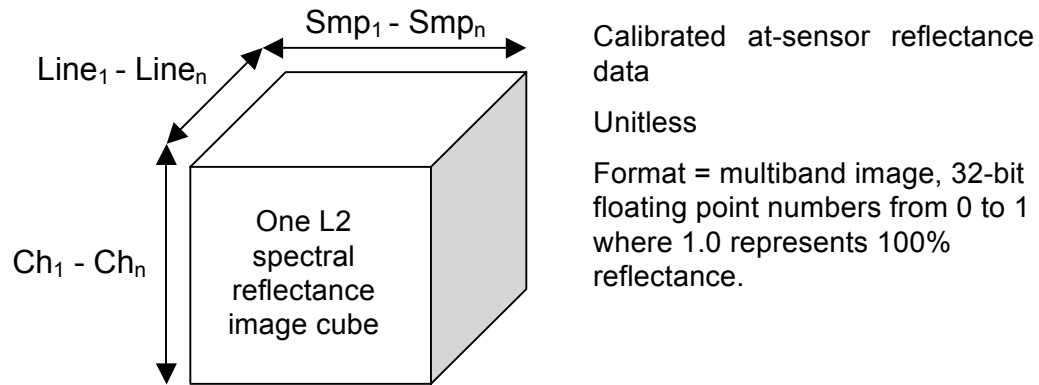 Smp₁ - Smpₙ
Line₁ - Lineₙ
Ch₁ - Chₙ
One L2
spectral
reflectance
image cube
Calibrated at-sensor reflectance
data
Unitless
Format = multiband image, 32-bit
floating point numbers from 0 to 1
where 1.0 represents 100%
reflectance.